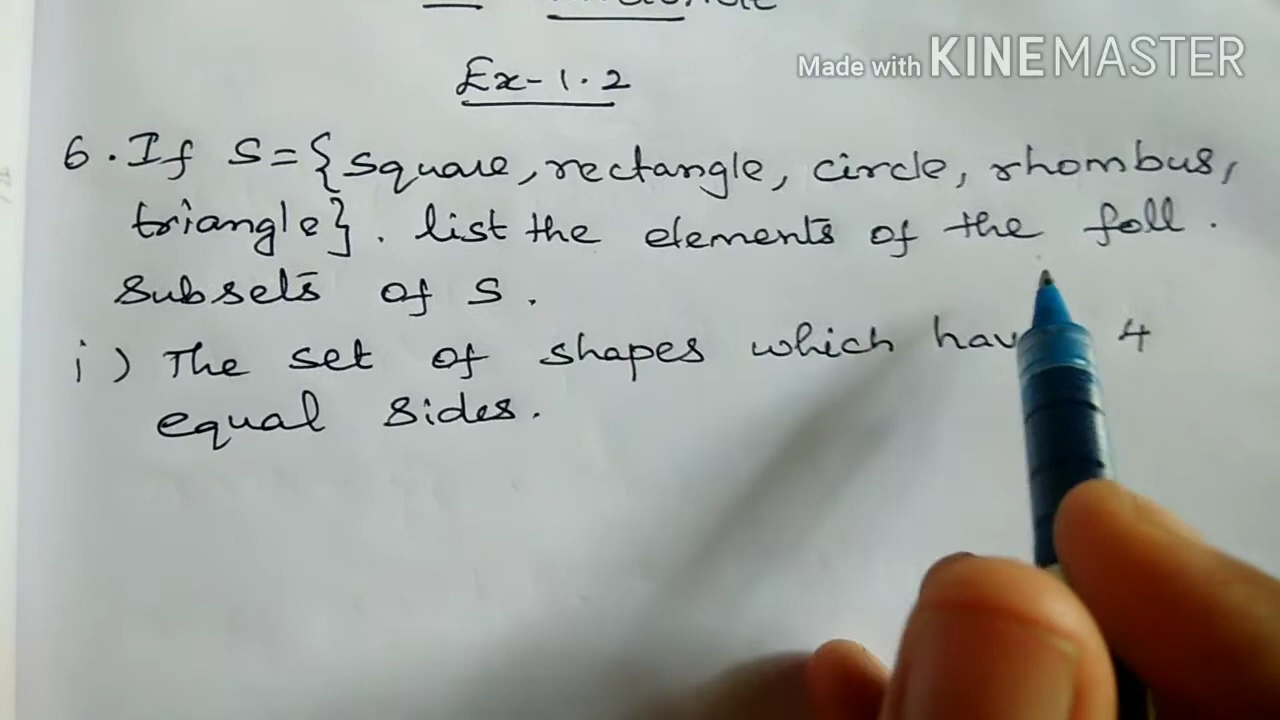 Made with KINEMASTER
Ex-1.2
6. If S={square, rectangle, circle, rhombus,
triangle}. list the elements of the foll.
Subsets of S.
i) The set of shapes which hav 4
equal sides.